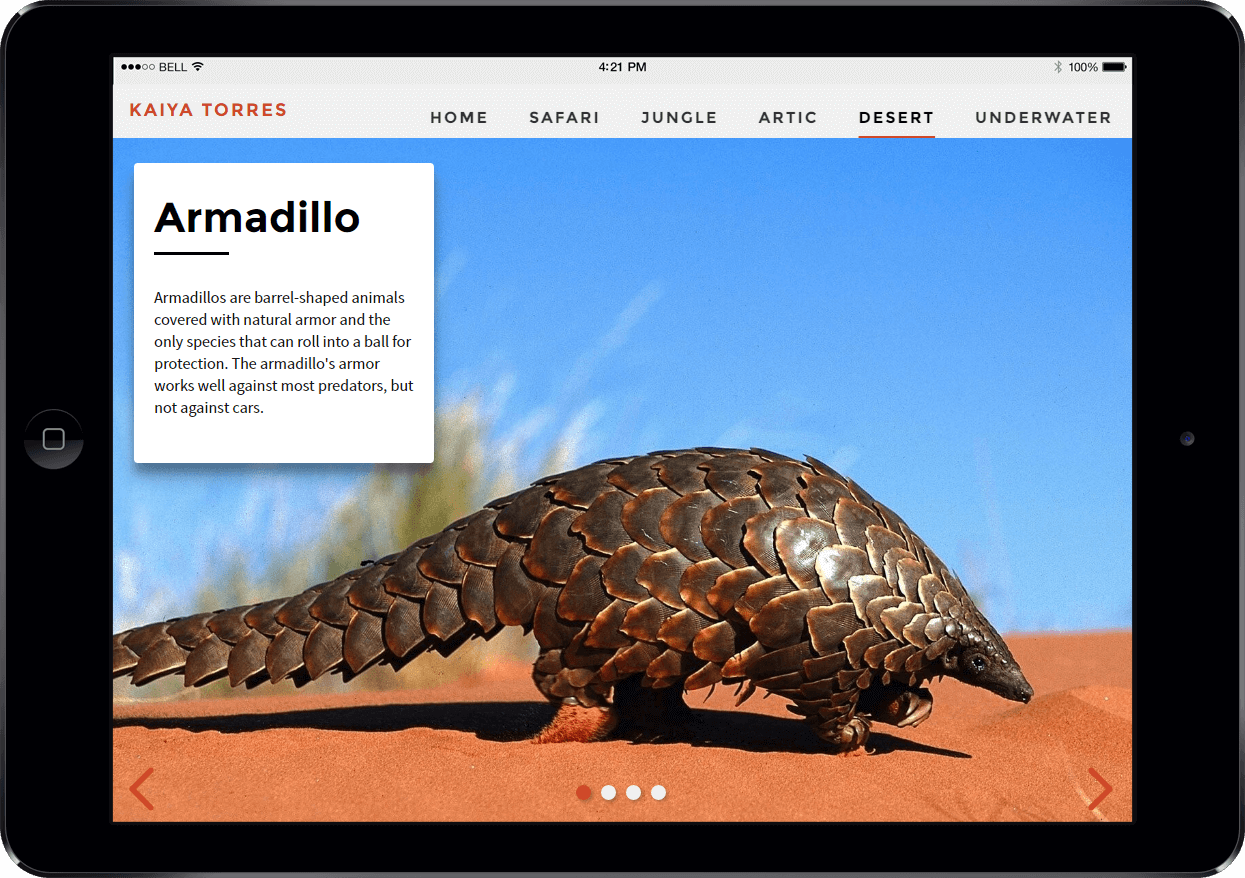 BELL 4:21 PM 100%
KAIYA TORRES
HOME SAFARI JUNGLE ARTIC DESERT UNDERWATER
Armadillo
Armadillos are barrel-shaped animals
covered with natural armor and the
only species that can roll into a ball for
protection. The armadillo's armor
works well against most predators, but
not against cars.